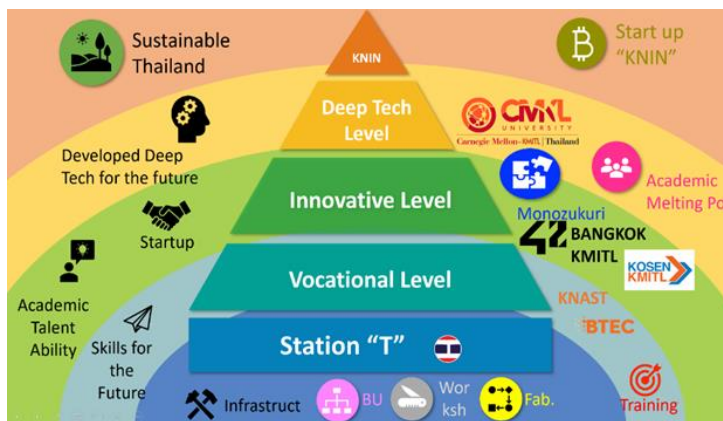 Sustainable
Thailand
KNIN
Start up
"KNIN"
Deep Tech
Level
CMKL
UNIVERSITY
Carnegie Mellon-KMITL | Thailand
Developed Deep
Tech for the future
Innovative Level
Academic
Melting Po
Monozukuri
Startup
42 BANGKOK
KMITL
KOSEN
KMITL
Vocational Level
Academic
Talent
Ability
KNAST
BTEC
Skills for
the
Future
Station "T"
Infrastruct
BU
Wor
ksh
Fab.
Training